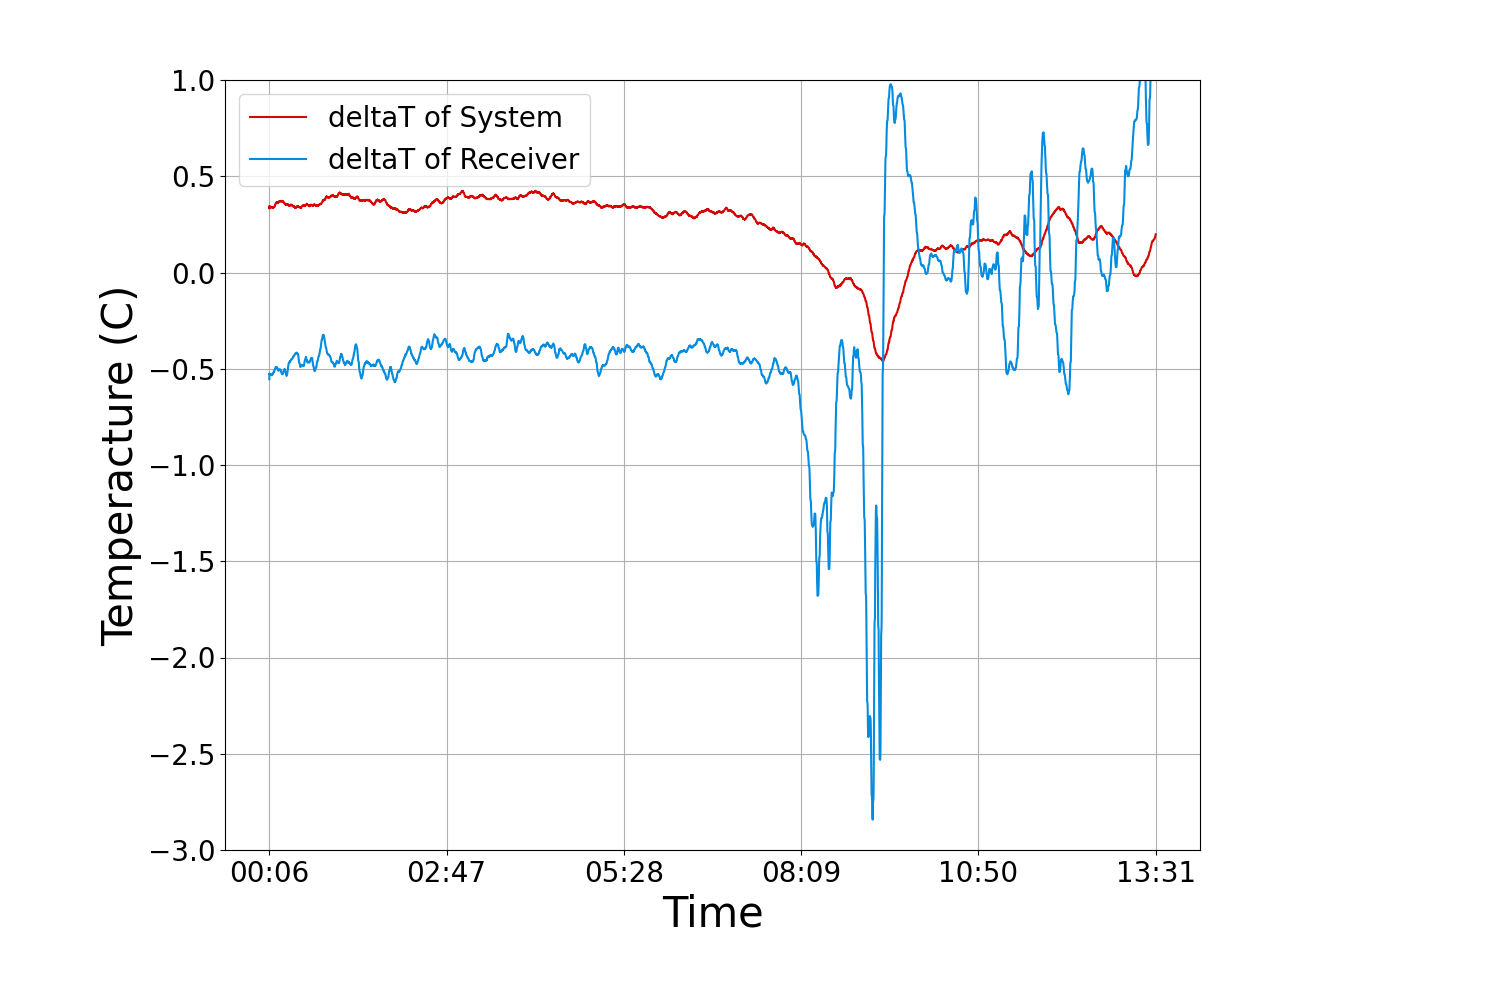 1.0
0.5
0.0
−0.5
−1.0
−1.5
−2.0
−2.5
−3.0
Temperacture (C)
deltaT of System
deltaT of Receiver
00:06 02:47 05:28 08:09 10:50 13:31
Time